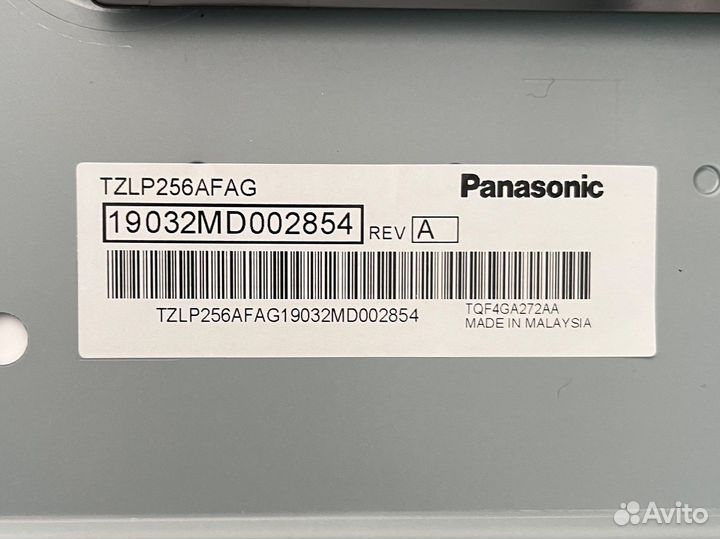 TZLP256AFAG
Panasonic
19032MD002854 REV A
TZLP256AFAG19032MD002854
TQF4GA272AA
MADE IN MALAYSIA
Avito